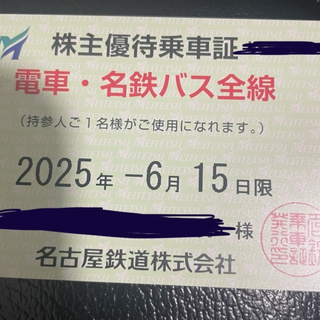 株主優待乗車証
電車・名鉄バス全線
（持参人ご１名様がご使用になれます。）
2025年 -6月 15日限
様
名古屋鉄道株式会社